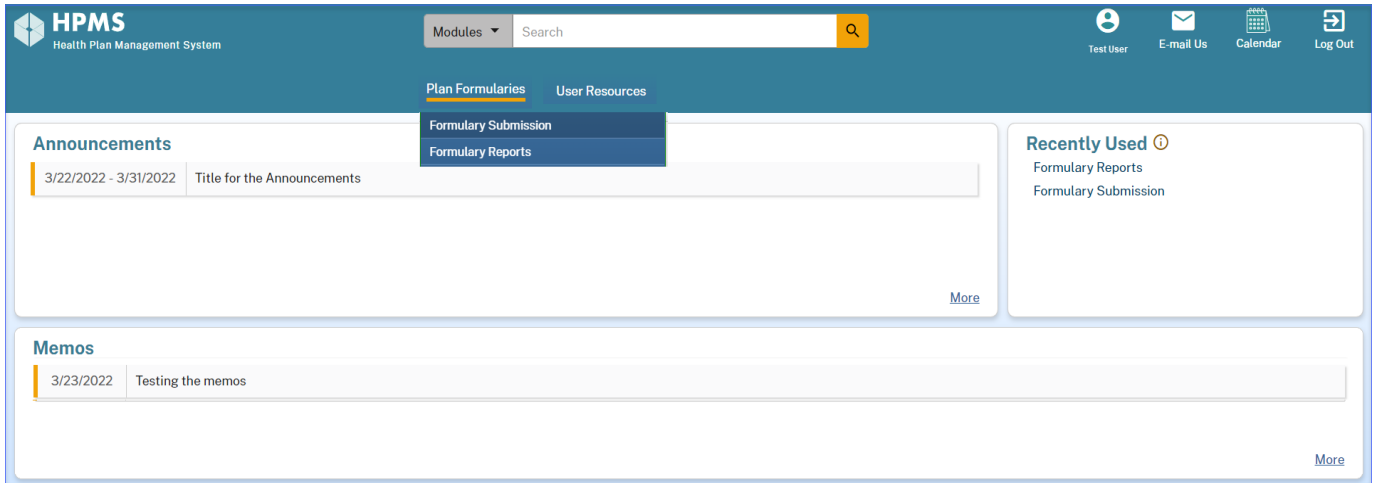 HPMS
Health Plan Management System
Modules
Search
Test User
E-mail Us
Calendar
Log Out
Plan Formularies
User Resources
Formulary Submission
Formulary Reports
Announcements
3/22/2022 - 3/31/2022 Title for the Announcements
More
Recently Used
Formulary Reports
Formulary Submission
Memos
3/23/2022 Testing the memos
More